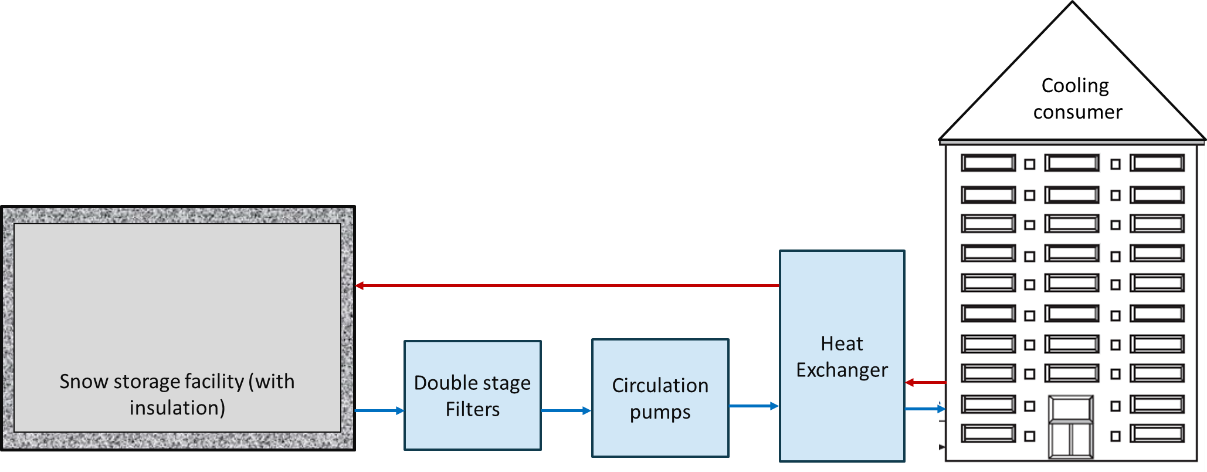 Cooling
consumer
Snow storage facility (with
insulation)
Double stage
Filters
Circulation
pumps
Heat
Exchanger